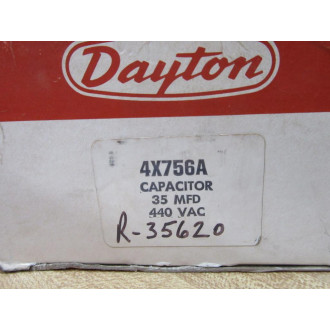 Dayton
4X756A
CAPACITOR
35 MFD
440 VAC
R-35620